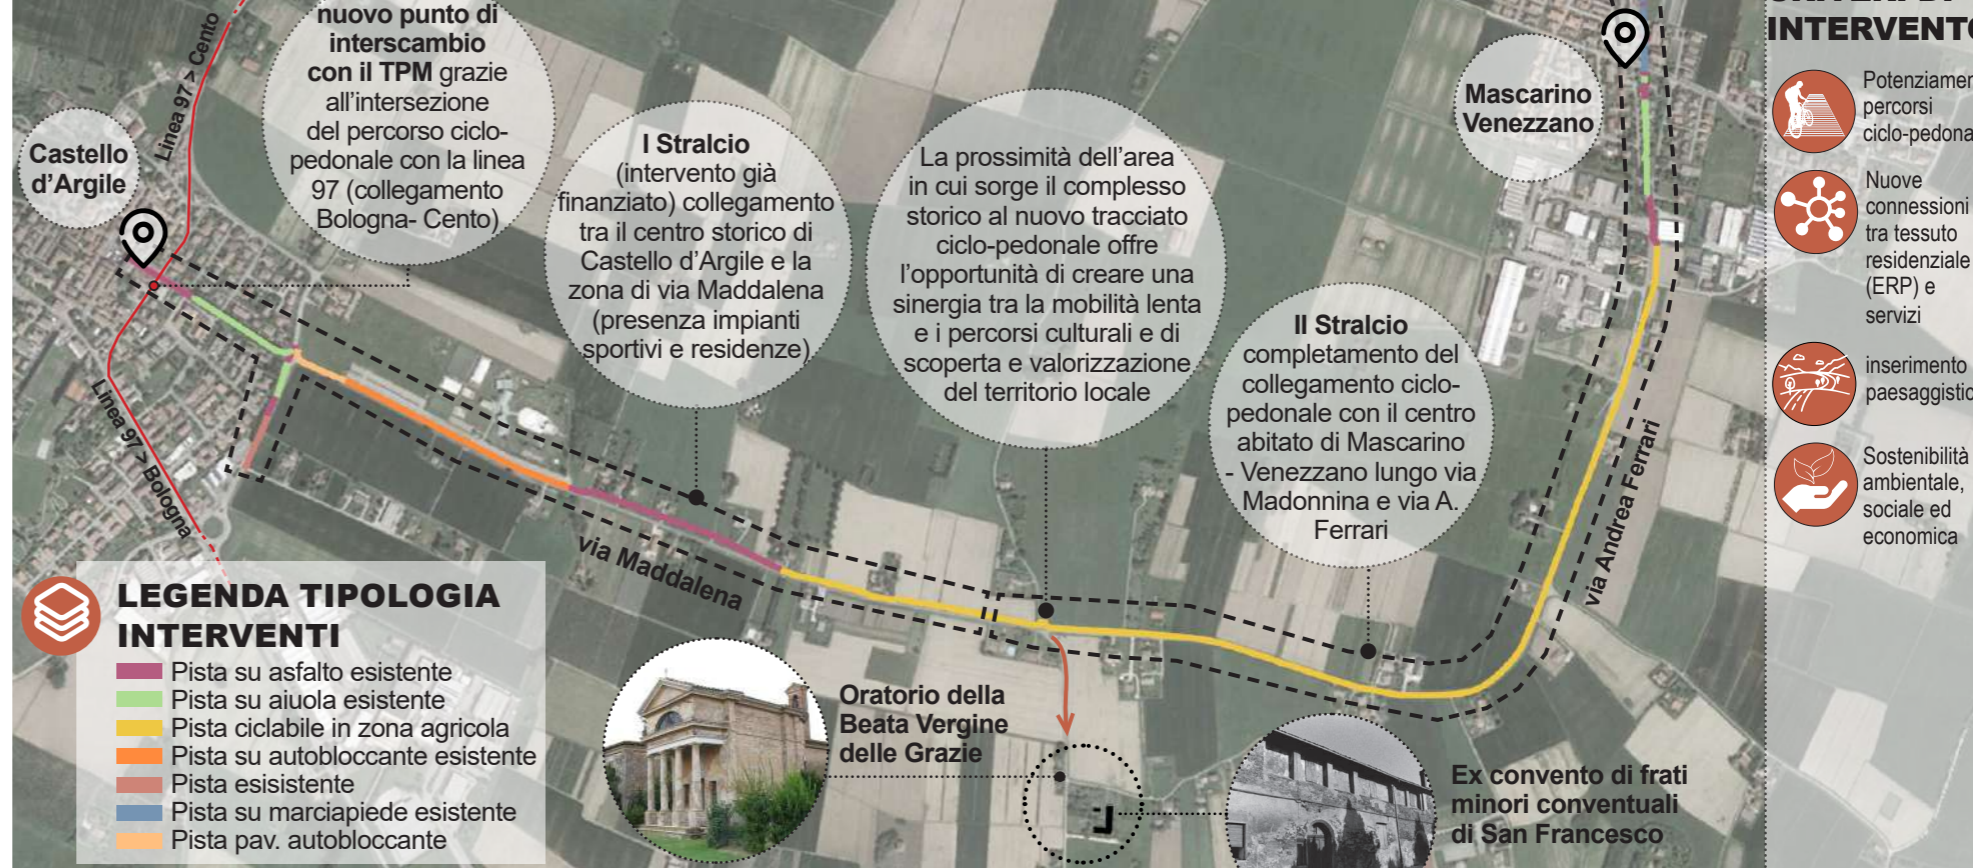 nuovo punto di
interscambio
con il TPM grazie
all'intersezione
del percorso ciclo-
pedonale con la linea
97 (collegamento
Bologna- Cento)
Linea 97 > Cento
Castello
d'Argile
Linea 97 > Bologna
I Stralcio
(intervento già
finanziato) collegamento
tra il centro storico di
Castello d'Argile e la
zona di via Maddalena
(presenza impianti
sportivi e residenze)
La prossimità dell'area
in cui sorge il complesso
storico al nuovo tracciato
ciclo-pedonale offre
l'opportunità di creare una
sinergia tra la mobilità lenta
e i percorsi culturali e di
scoperta e valorizzazione
del territorio locale
Mascarino
Venezzano
II Stralcio
completamento del
collegamento ciclo-
pedonale con il centro
abitato di Mascarino
- Venezzano lungo via
Madonnina e via A.
Ferrari
via Maddalena
via Andrea Ferrari
LEGENDA TIPOLOGIA
INTERVENTI
Pista su asfalto esistente
Pista su aiuola esistente
Pista ciclabile in zona agricola
Pista su autobloccante esistente
Pista esisistente
Pista su marciapiede esistente
Pista pav. autobloccante
Oratorio della
Beata Vergine
delle Grazie
Ex convento di frati
minori conventuali
di San Francesco
INTERVENTO
Potenziamen
percorsi
ciclo-pedona
Nuove
connessioni
tra tessuto
residenziale
(ERP) e
servizi
inserimento
paesaggistic
Sostenibilità
ambientale,
sociale ed
economica